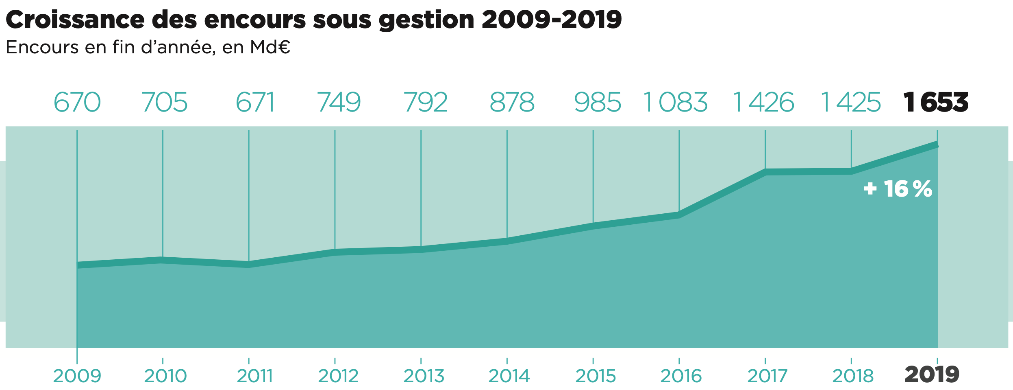 Croissance des encours sous gestion 2009-2019
Encours en fin d'année, en Md€
670 705 671 749 792 878 985 1 083 1 426 1 425 1 653
+ 16 %
2009 2010 2011 2012 2013 2014 2015 2016 2017 2018 2019